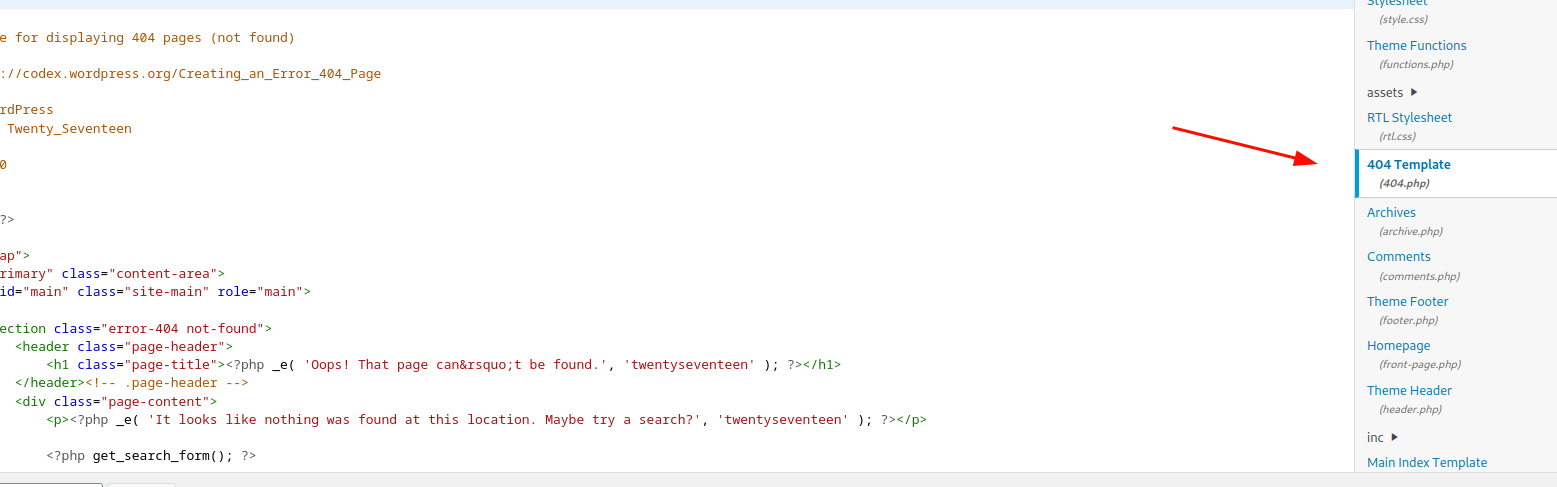 e for displaying 404 pages (not found)
://codex.wordpress.org/Creating_an_Error_404_Page
rdPress
Twenty_Seventeen
0
?>
ap">
rimary" class="content-area">
id="main" class="site-main" role="main">
ection class="error-404 not-found">
<header class="page-header">
<h1 class="page-title"><?php _e( 'Oops! That page can&rsquo;t be found.', 'twentyseventeen' ); ?></h1>
</header><!-- .page-header -->
<div class="page-content">
<p><?php _e( 'It looks like nothing was found at this location. Maybe try a search?', 'twentyseventeen' ); ?></p>
<?php get_search_form(); ?>
Stylesheet
(style.css)
Theme Functions
(functions.php)
assets
RTL Stylesheet
(rtl.css)
404 Template
(404.php)
Archives
(archive.php)
Comments
(comments.php)
Theme Footer
(footer.php)
Homepage
(front-page.php)
Theme Header
(header.php)
inc
Main Index Template